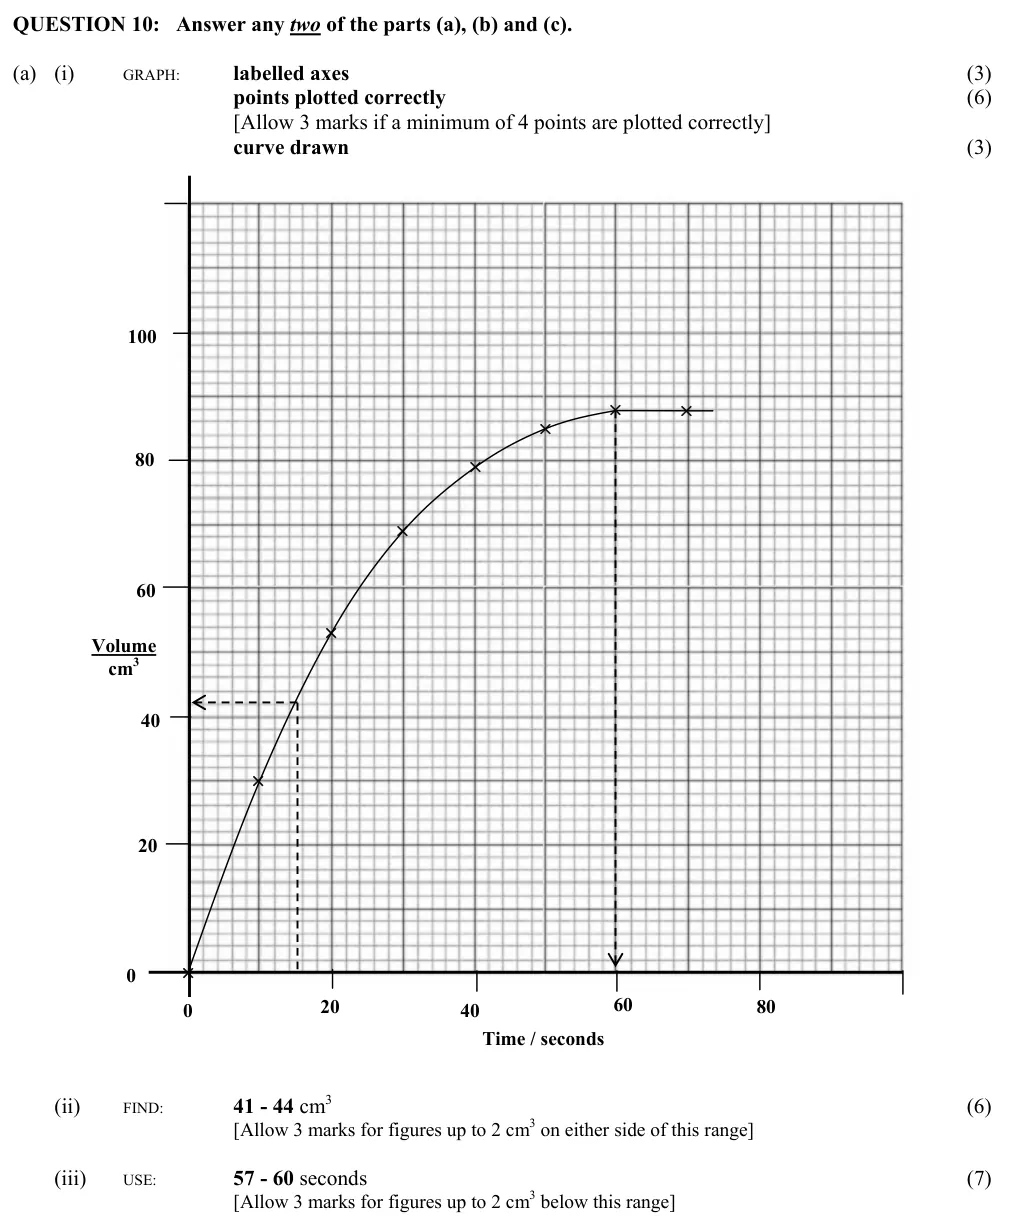 QUESTION 10: Answer any two of the parts (a), (b) and (c).
(a) (i) GRAPH: labelled axes (3)
points plotted correctly (6)
[Allow 3 marks if a minimum of 4 points are plotted correctly]
curve drawn (3)
100
80
60
Volume
cm³
40
20
0
0 20 40 60 80
Time / seconds
(ii) FIND: 41 - 44 cm³ (6)
[Allow 3 marks for figures up to 2 cm³ on either side of this range]
(iii) USE: 57 - 60 seconds (7)
[Allow 3 marks for figures up to 2 cm³ below this range]